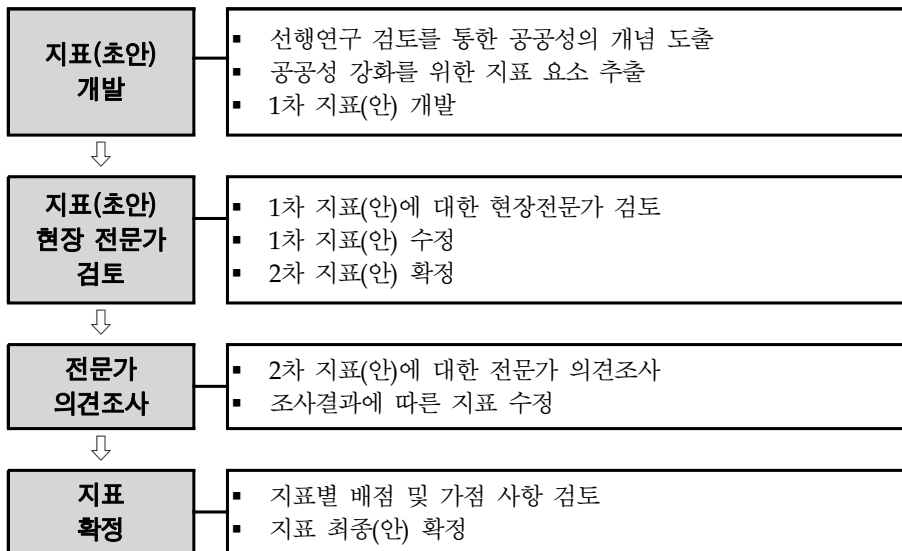 지표(초안)
개발
▪ 선행연구 검토를 통한 공공성의 개념 도출
▪ 공공성 강화를 위한 지표 요소 추출
▪ 1차 지표(안) 개발
지표(초안)
현장 전문가
검토
▪ 1차 지표(안)에 대한 현장전문가 검토
▪ 1차 지표(안) 수정
▪ 2차 지표(안) 확정
전문가
의견조사
▪ 2차 지표(안)에 대한 전문가 의견조사
▪ 조사결과에 따른 지표 수정
지표
확정
▪ 지표별 배점 및 가점 사항 검토
▪ 지표 최종(안) 확정